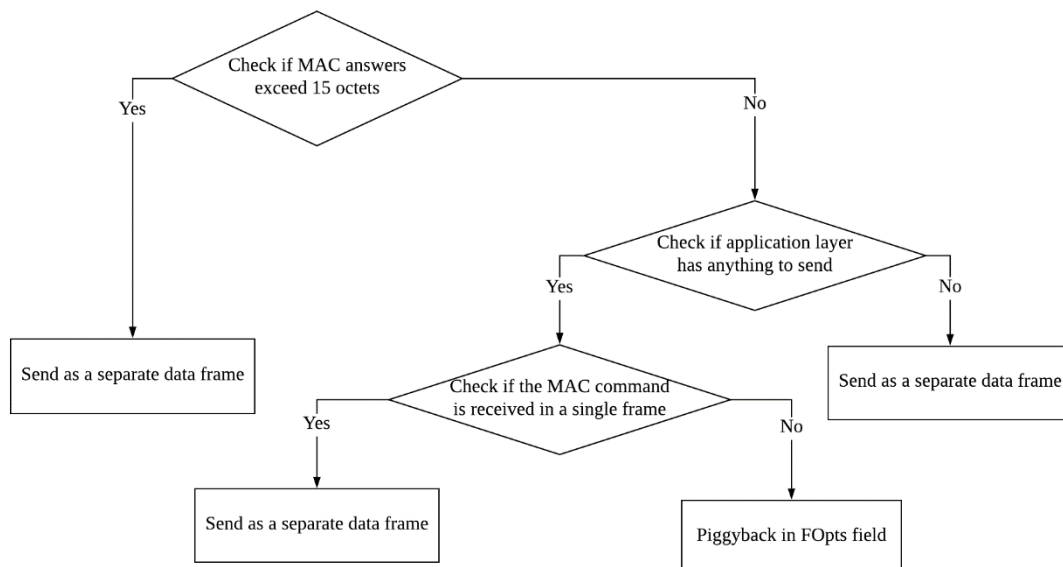 Check if MAC answers
exceed 15 octets
Yes
No
Check if application layer
has anything to send
Yes
No
Send as a separate data frame
Check if the MAC command
is received in a single frame
Send as a separate data frame
Yes
No
Send as a separate data frame
Piggyback in FOpts field